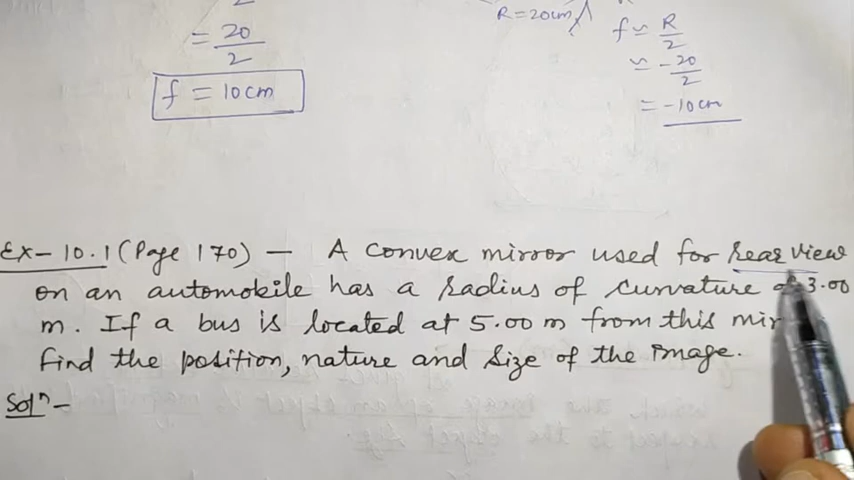 = 20/2
f = 10cm
R = 20cm
f ≃ R/2
≃ -20/2
= -10cm
Ex-10.1 (Page 170) - A convex mirror used for rear view
on an automobile has a radius of curvature 3.00
m. If a bus is located at 5.00 m from this
find the position, nature and size of the image.
Solⁿ -